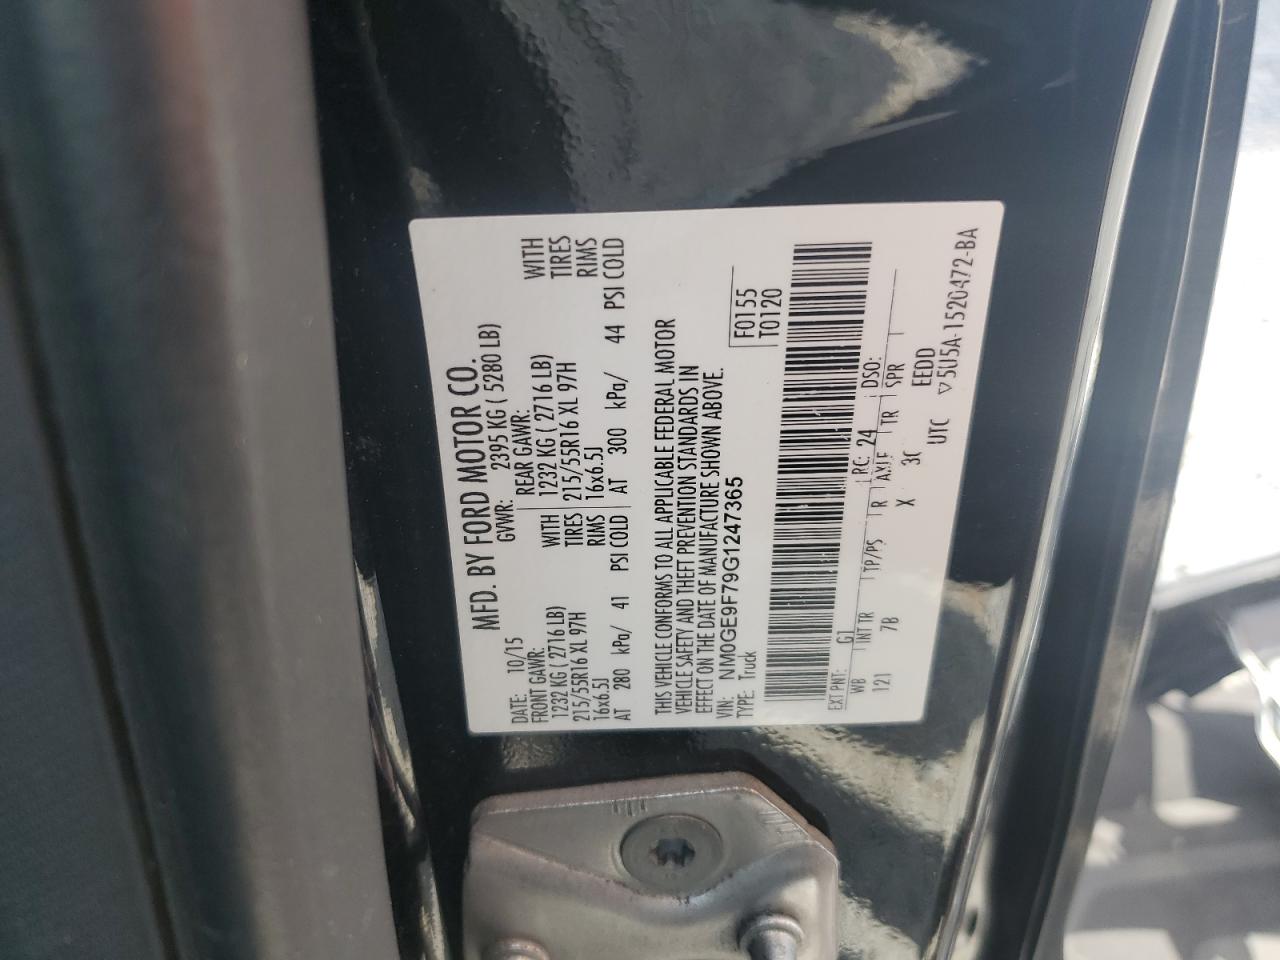 MFD. BY FORD MOTOR CO.
DATE: 10/15 GVWR: 2395 KG ( 5280 LB)
FRONT GAWR: REAR GAWR:
1232 KG ( 2716 LB) WITH 1232 KG ( 2716 LB) WITH
215/55R16 XL 97H TIRES 215/55R16 XL 97H TIRES
16x6.5J RIMS 16x6.5J RIMS
AT 280 kPa/ 41 PSI COLD AT 300 kPa/ 44 PSI COLD
THIS VEHICLE CONFORMS TO ALL APPLICABLE FEDERAL MOTOR
VEHICLE SAFETY AND THEFT PREVENTION STANDARDS IN
EFFECT ON THE DATE OF MANUFACTURE SHOWN ABOVE.
VIN: NM0GE9F79G1247365
TYPE: Truck
F0155
T0120
EXT PNT: G1 RC: 24 DSO:
WB INT TR TP/PS R AXLE TR SPR
121 7B X 30
UTC EEDD
▽ 5U5A-1520472-BA